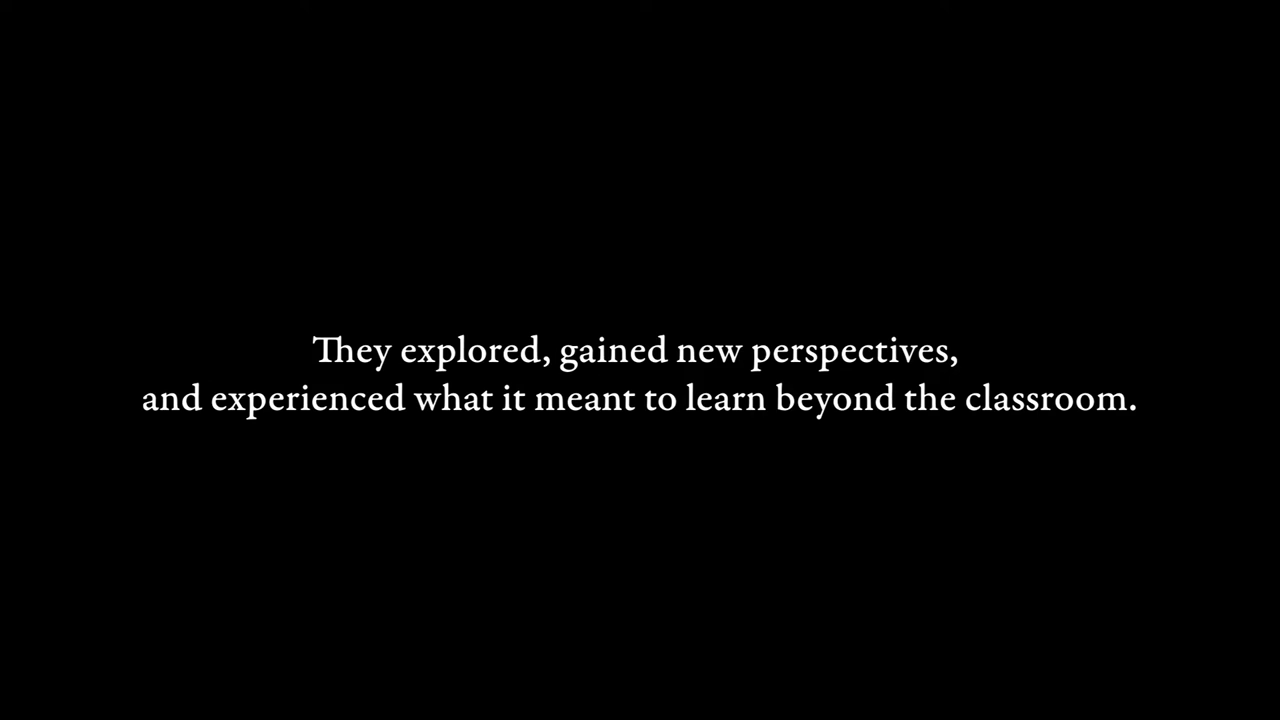 They explored, gained new perspectives,
and experienced what it meant to learn beyond the classroom.